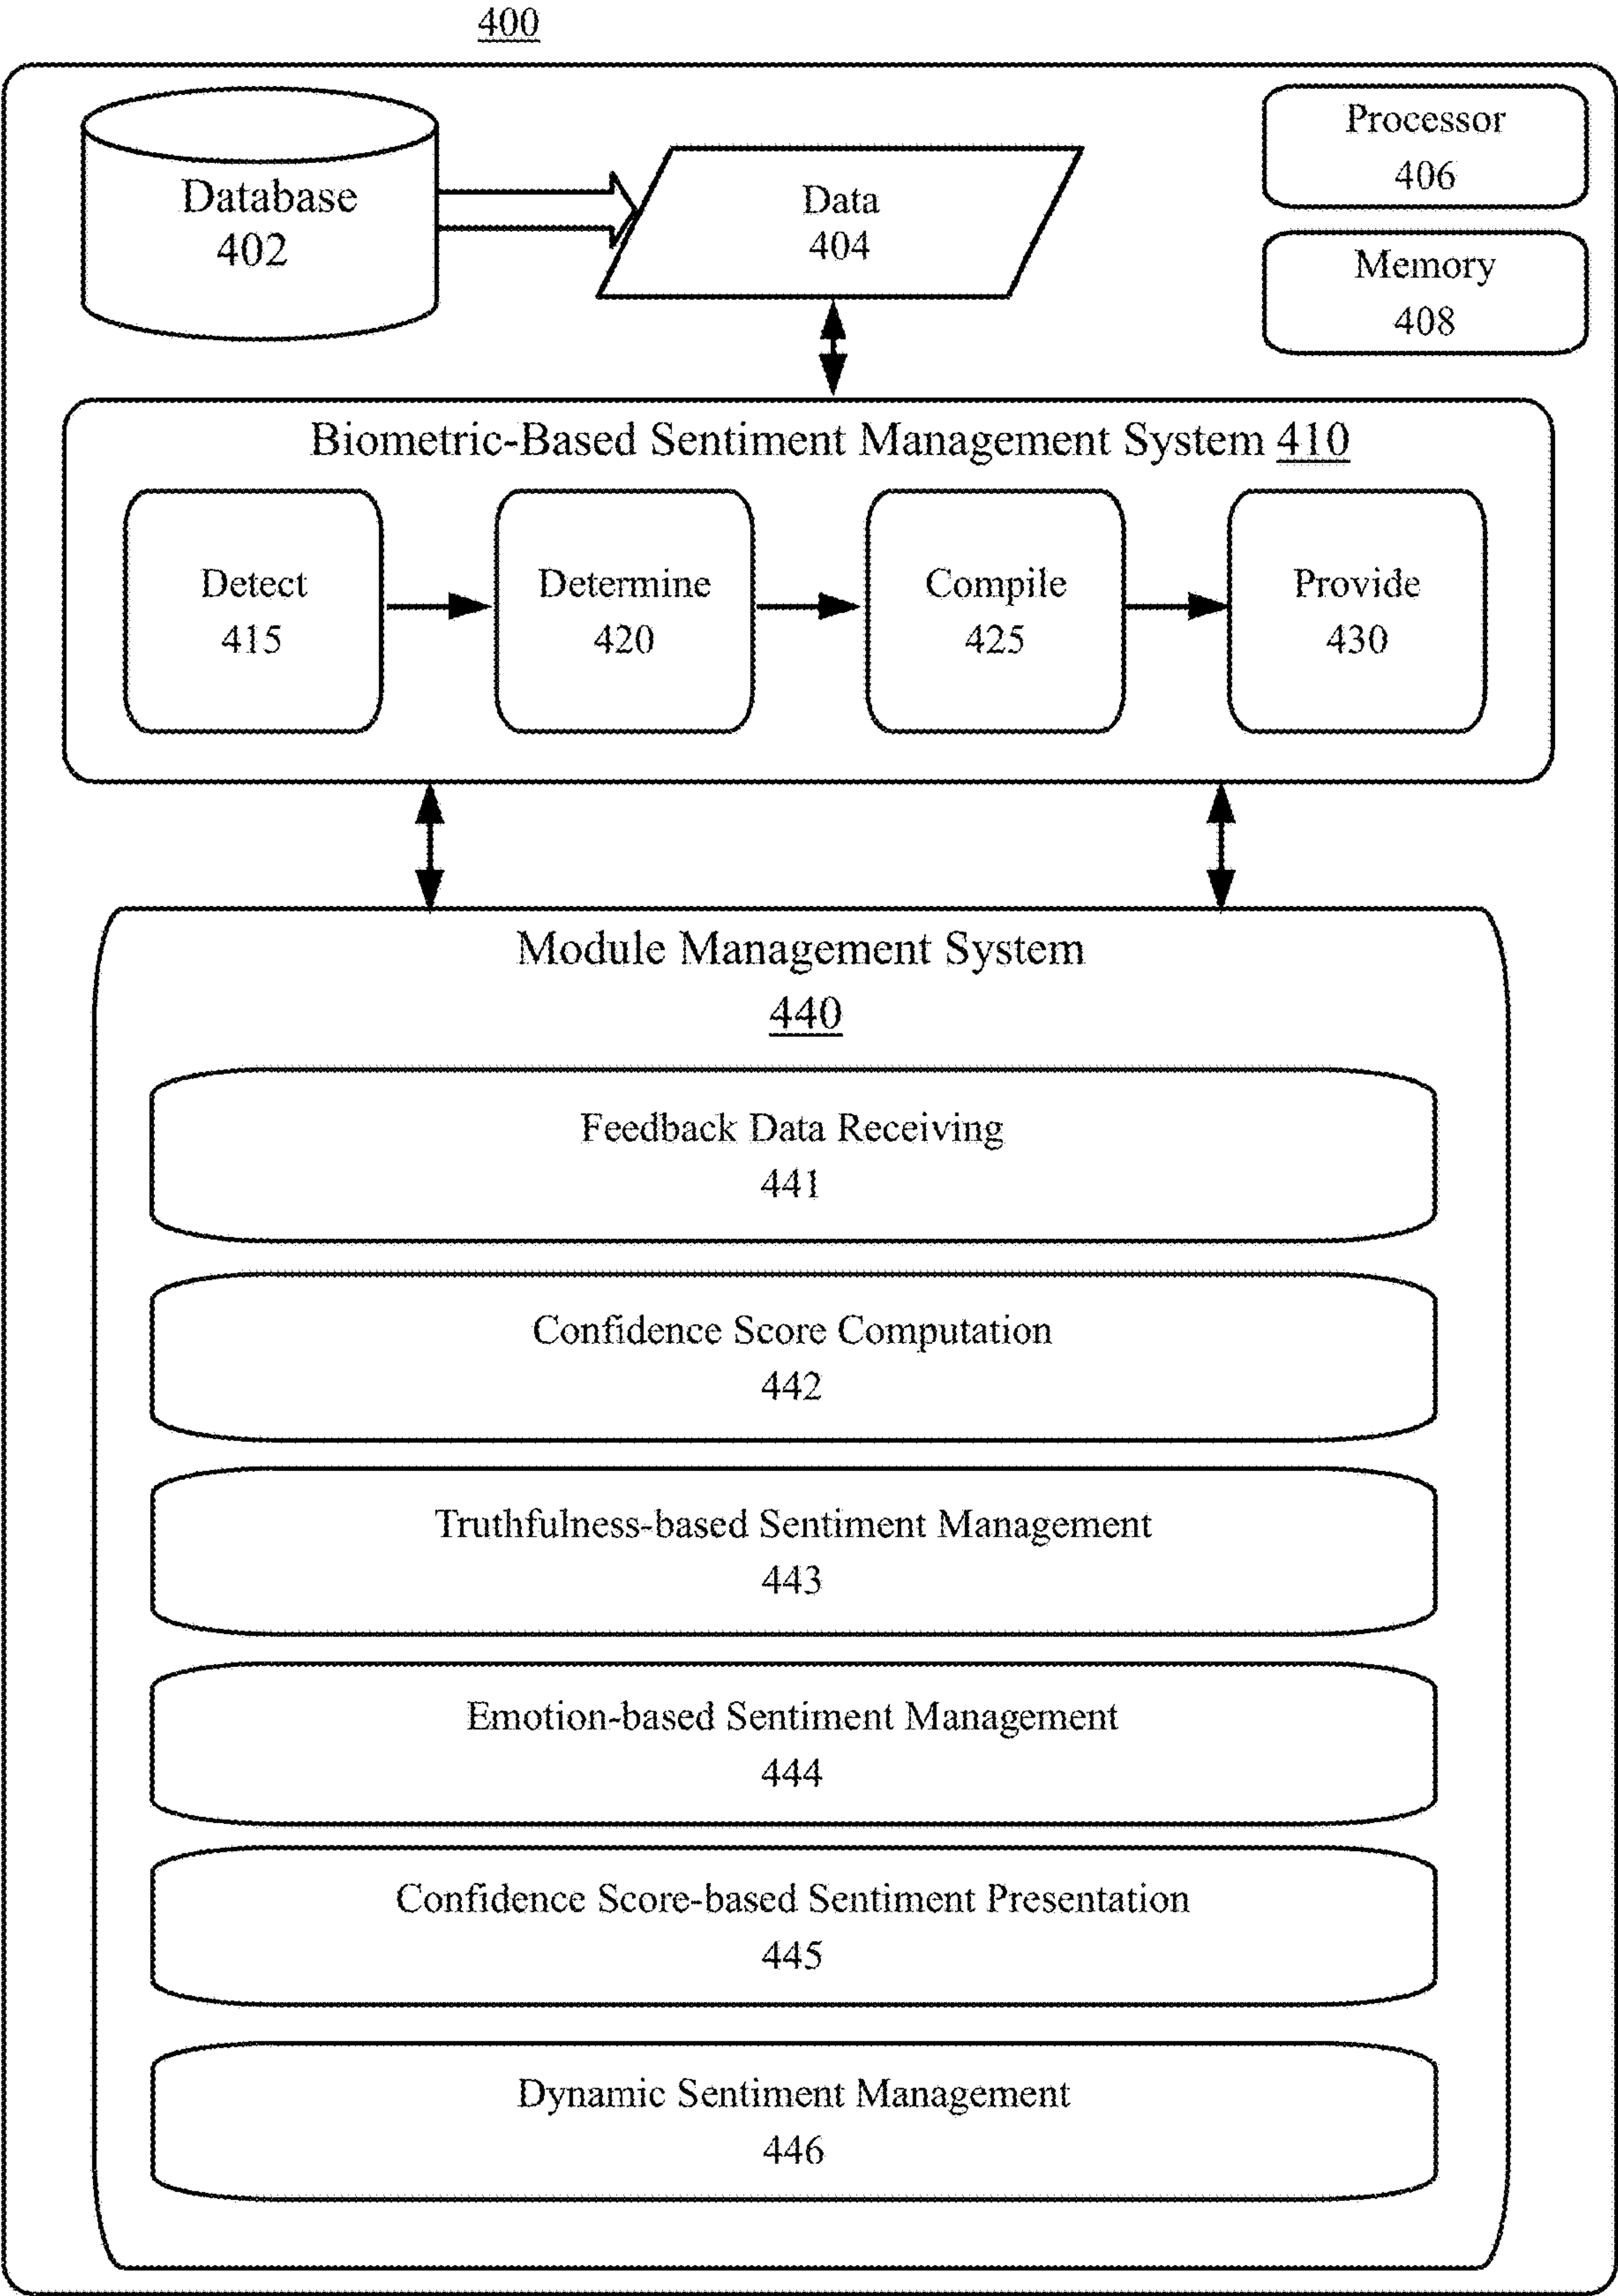 400
Database
402
Data
404
Processor
406
Memory
408
Biometric-Based Sentiment Management System 410
Detect
415
Determine
420
Compile
425
Provide
430
Module Management System
440
Feedback Data Receiving
441
Confidence Score Computation
442
Truthfulness-based Sentiment Management
443
Emotion-based Sentiment Management
444
Confidence Score-based Sentiment Presentation
445
Dynamic Sentiment Management
446